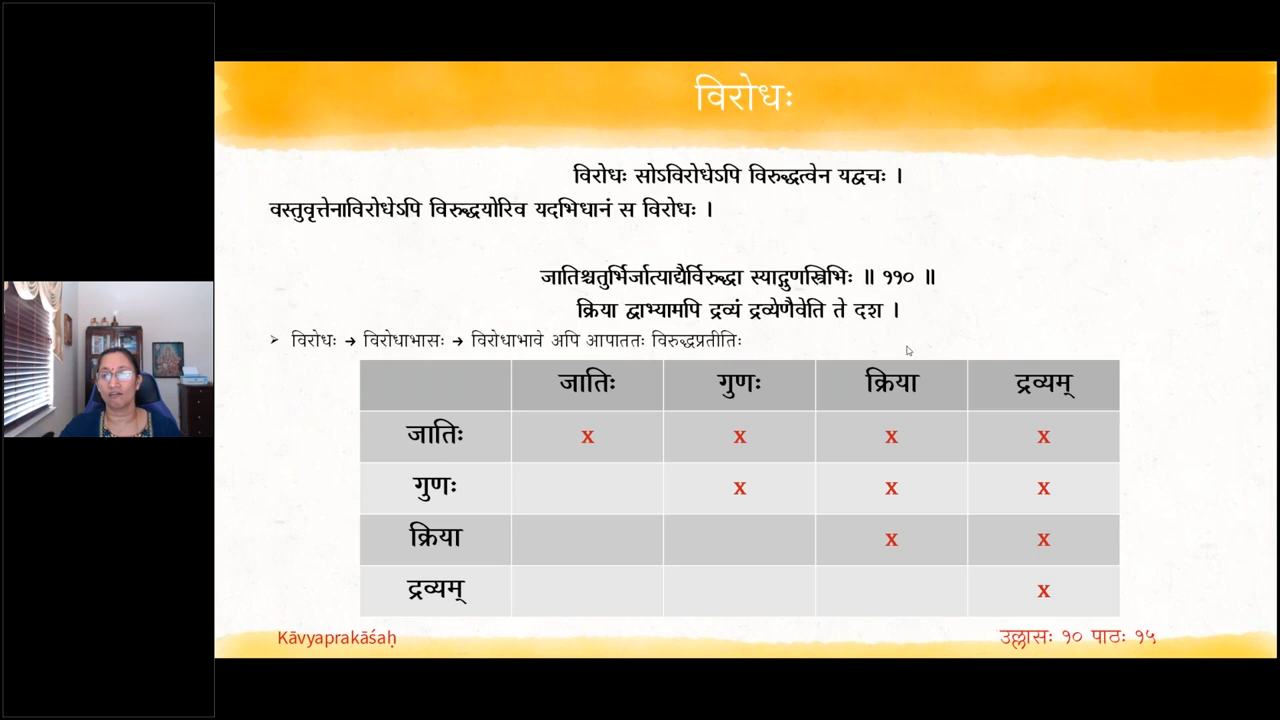 विरोधः
विरोधः सोऽविरोधेऽपि विरुद्धत्वेन यद्वचः ।
वस्तुवृत्तेनाविरोधेऽपि विरुद्धयोरिव यदभिधानं स विरोधः ।
जातिश्चतुर्भिर्जात्याद्यैर्विरुद्धा स्याद्गुणस्त्रिभिः ॥ ११० ॥
क्रिया द्वाभ्यामपि द्रव्यं द्रव्येणैवेति ते दश ।
➢ विरोधः → विरोधाभासः → विरोधाभावे अपि आपाततः विरुद्धप्रतीतिः
जातिः गुणः क्रिया द्रव्यम्
जातिः x x x x
गुणः x x x
क्रिया x x
द्रव्यम् x
Kāvyaprakāśaḥ उल्लासः १० पाठः १५